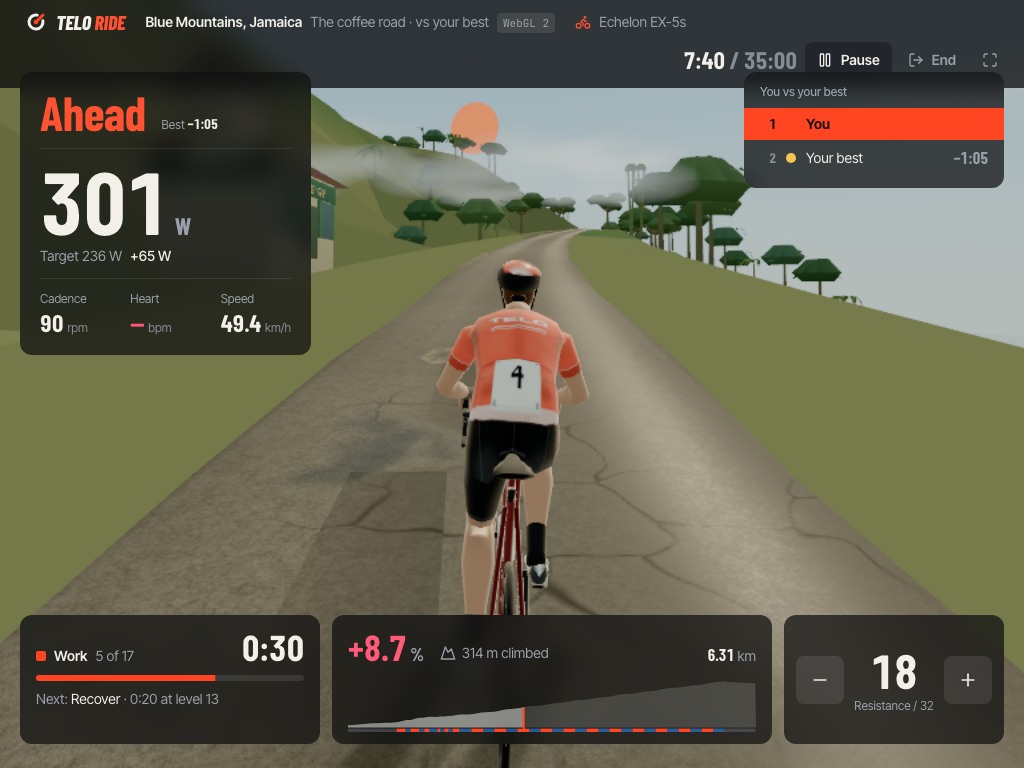 TELO RIDE Blue Mountains, Jamaica The coffee road · vs your best WebGL 2 Echelon EX-5s
7:40 / 35:00 Pause End
Ahead Best −1:05
301 W
Target 236 W +65 W
Cadence Heart Speed
90 rpm – bpm 49.4 km/h
You vs your best
1 You
2 Your best −1:05
TELO
4
Work 5 of 17 0:30
Next: Recover · 0:20 at level 13
+8.7 % 314 m climbed 6.31 km
− 18 +
Resistance / 32